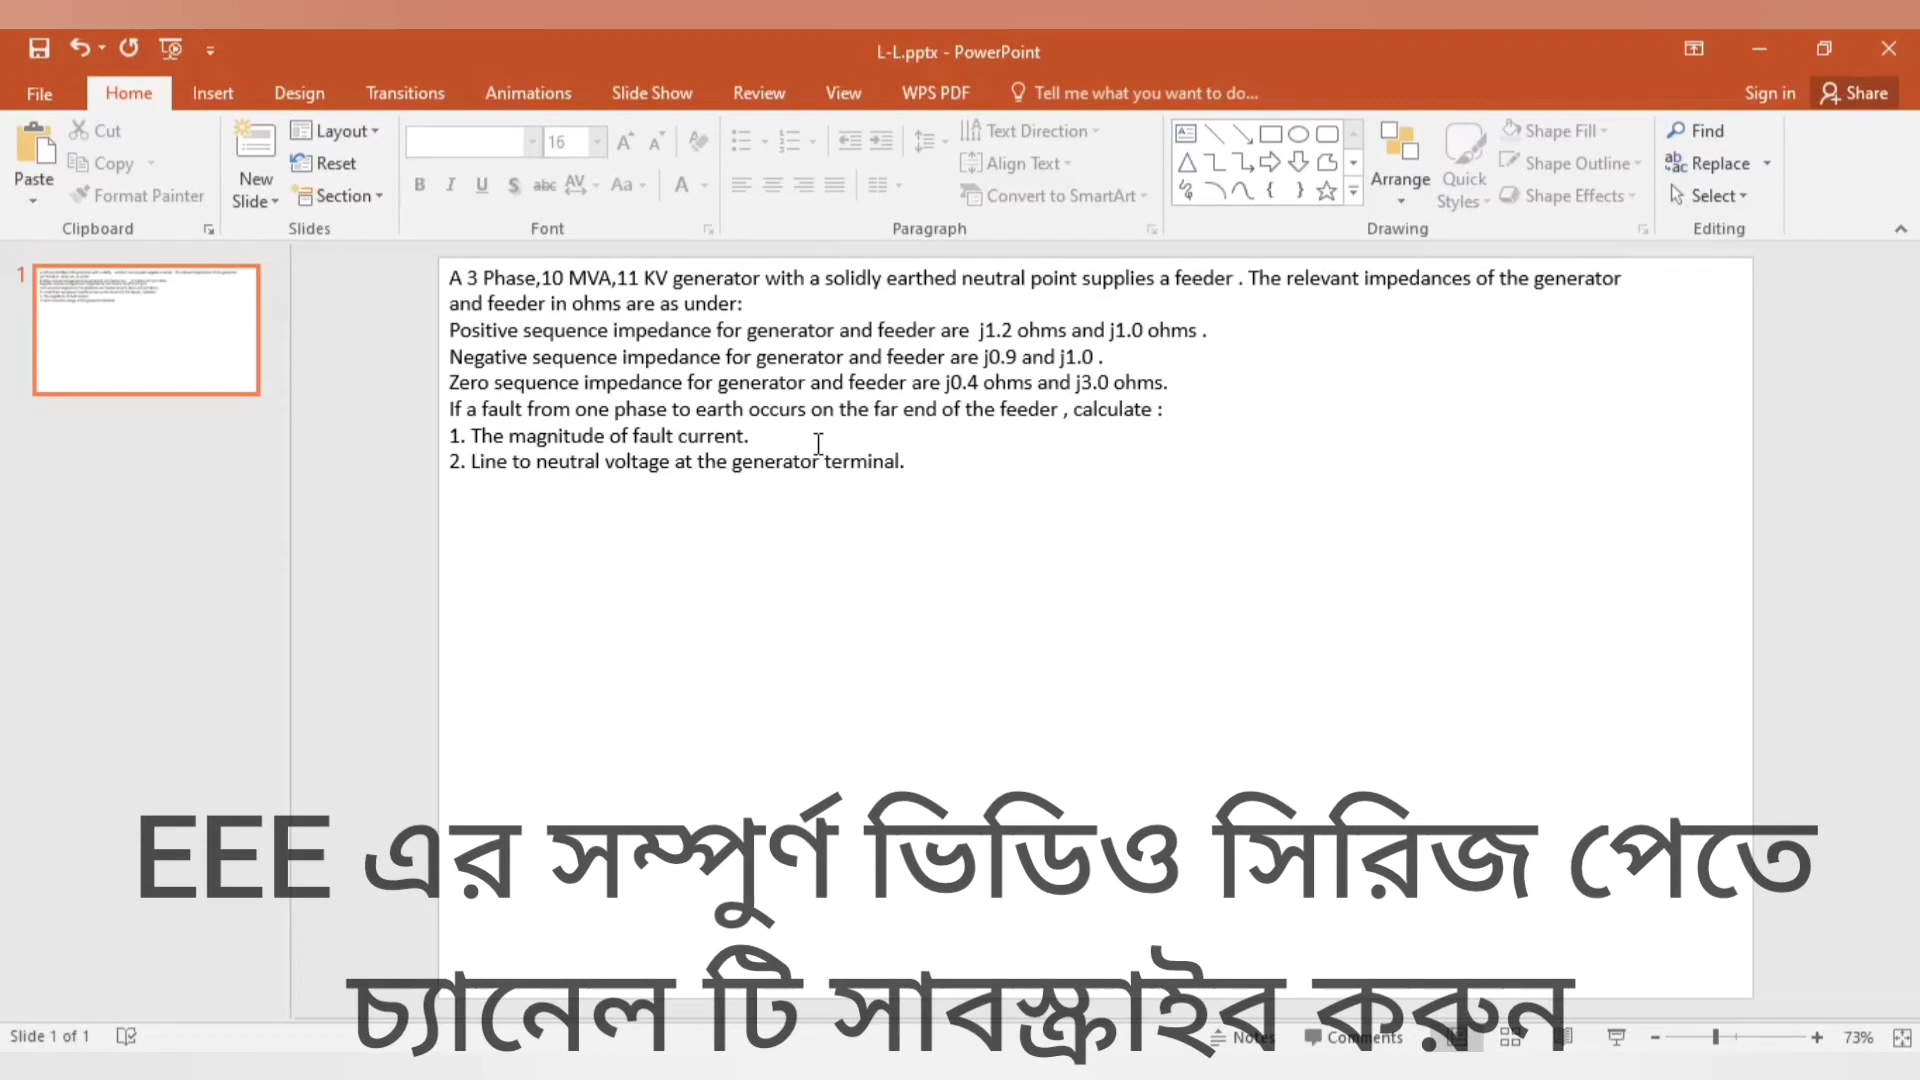 L-L.pptx - PowerPoint
File Home Insert Design Transitions Animations Slide Show Review View WPS PDF Tell me what you want to do... Sign in Share
Paste Cut Copy Format Painter Clipboard
New Slide Layout Reset Section Slides
16 Font
Text Direction Align Text Convert to SmartArt Paragraph
Arrange Quick Styles Shape Fill Shape Outline Shape Effects Drawing
Find Replace Select Editing
1
A 3 Phase,10 MVA,11 KV generator with a solidly earthed neutral point supplies a feeder . The relevant impedances of the generator
and feeder in ohms are as under:
Positive sequence impedance for generator and feeder are j1.2 ohms and j1.0 ohms .
Negative sequence impedance for generator and feeder are j0.9 and j1.0 .
Zero sequence impedance for generator and feeder are j0.4 ohms and j3.0 ohms.
If a fault from one phase to earth occurs on the far end of the feeder , calculate :
1. The magnitude of fault current.
2. Line to neutral voltage at the generator terminal.
EEE এর সম্পুর্ণ ভিডিও সিরিজ পেতে
চ্যানেল টি সাবস্ক্রাইব করুন
Slide 1 of 1 Notes Comments 73%